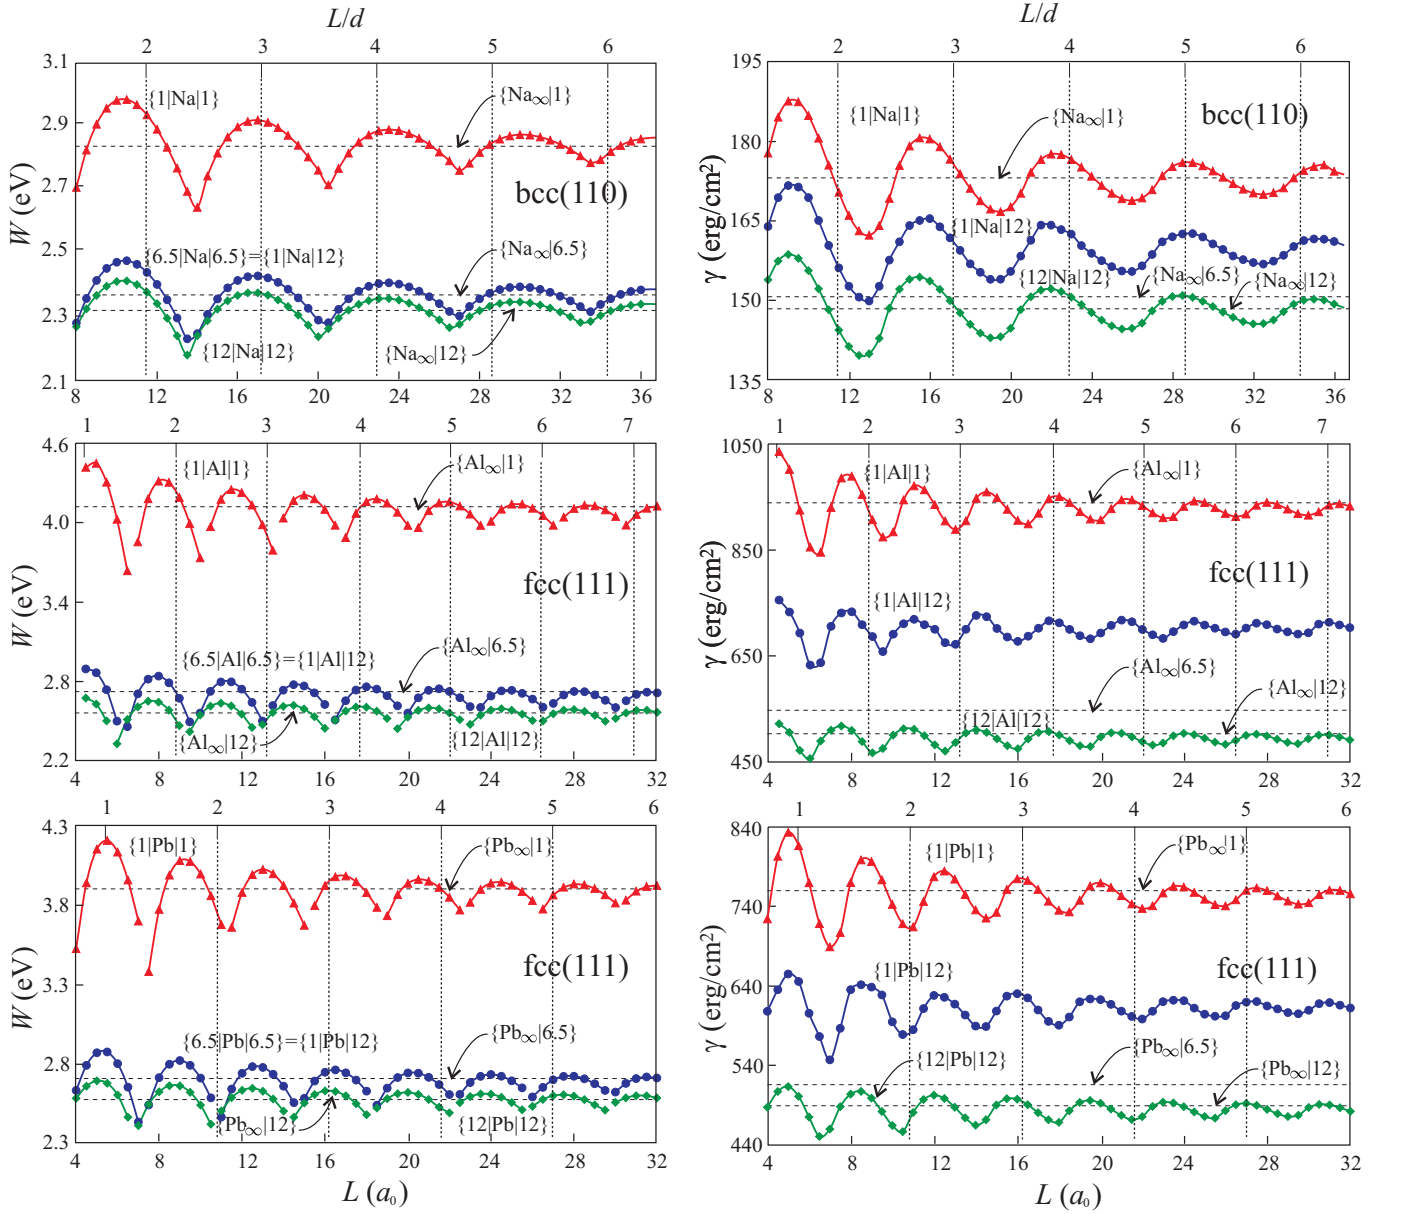 L/d
2 3 4 5 6
3.1
2.9
2.7
2.5
2.3
2.1
W (eV)
{1|Na|1}
{Na∞|1}
bcc(110)
{6.5|Na|6.5}={1|Na|12}
{Na∞|6.5}
{12|Na|12}
{Na∞|12}
8 12 16 20 24 28 32 36
L/d
2 3 4 5 6
195
180
165
150
135
γ (erg/cm²)
{1|Na|1}
{Na∞|1}
bcc(110)
{1|Na|12}
{12|Na|12}
{Na∞|6.5}
{Na∞|12}
8 12 16 20 24 28 32 36
1 2 3 4 5 6 7
4.6
4.0
3.4
2.8
2.2
W (eV)
{1|Al|1}
{Al∞|1}
fcc(111)
{6.5|Al|6.5}={1|Al|12}
{Al∞|6.5}
{Al∞|12}
{12|Al|12}
4 8 12 16 20 24 28 32
1 2 3 4 5 6 7
1050
850
650
450
γ (erg/cm²)
{1|Al|1}
{Al∞|1}
fcc(111)
{1|Al|12}
{Al∞|6.5}
{Al∞|12}
{12|Al|12}
4 8 12 16 20 24 28 32
1 2 3 4 5 6
4.3
3.8
3.3
2.8
2.3
W (eV)
{1|Pb|1}
{Pb∞|1}
fcc(111)
{6.5|Pb|6.5}={1|Pb|12}
{Pb∞|6.5}
{Pb∞|12}
{12|Pb|12}
4 8 12 16 20 24 28 32
L (a₀)
1 2 3 4 5 6
840
740
640
540
440
γ (erg/cm²)
{1|Pb|1}
{Pb∞|1}
{1|Pb|12}
fcc(111)
{12|Pb|12}
{Pb∞|6.5}
{Pb∞|12}
4 8 12 16 20 24 28 32
L (a₀)